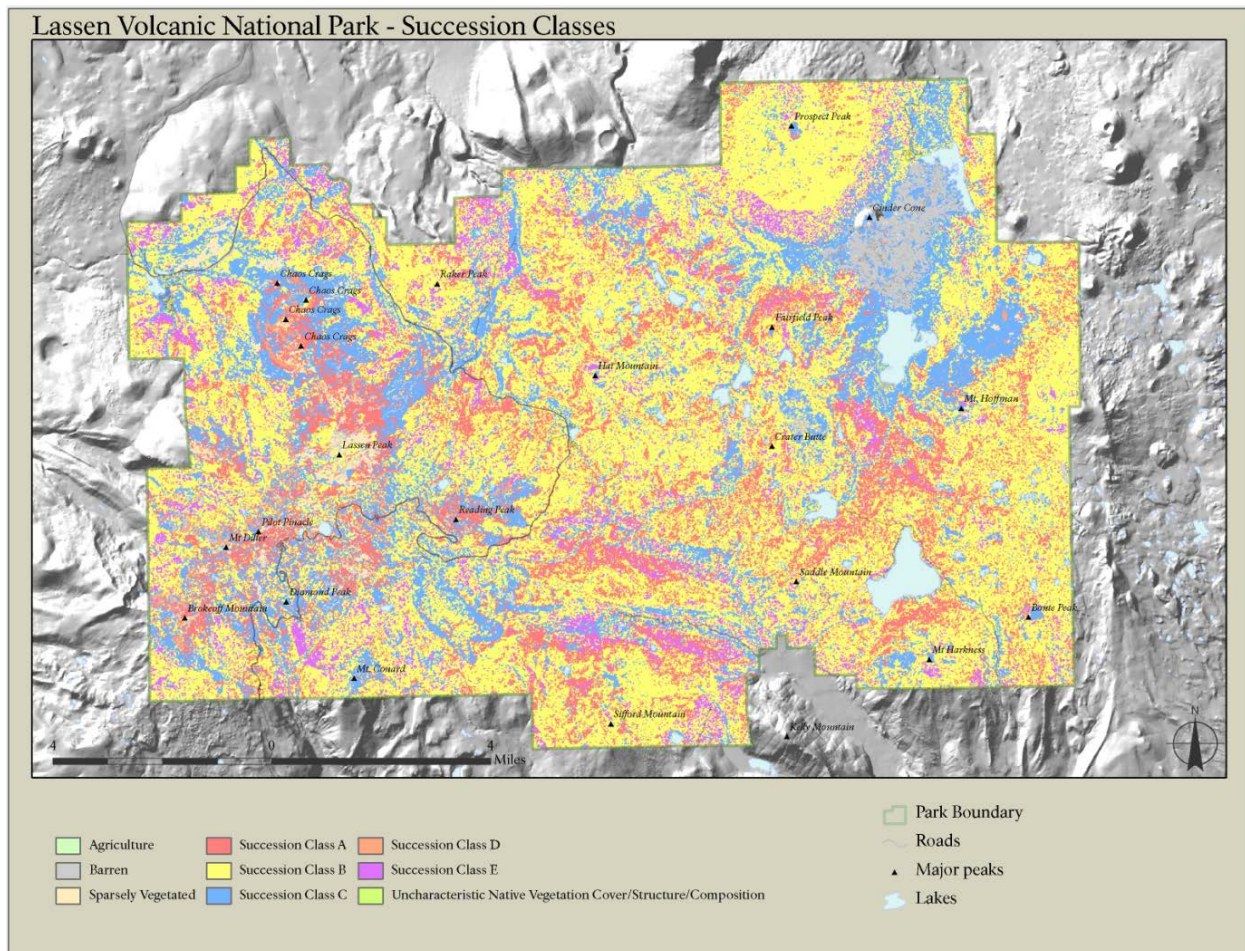 Lassen Volcanic National Park - Succession Classes
Prospect Peak
Cinder Cone
Chaos Crags
Raker Peak
Chaos Crags
Chaos Crags
Fairfield Peak
Chaos Crags
Hat Mountain
Mt. Hoffman
Crater Butte
Lassen Peak
Reading Peak
Pilot Pinacle
Mt Diller
Saddle Mountain
Diamond Peak
Brokeoff Mountain
Bonte Peak
Mt Harkness
Mt. Conard
Sifford Mountain
Kelly Mountain
N
4 0 4
Miles
Park Boundary
Roads
Major peaks
Lakes
Agriculture
Succession Class A
Succession Class D
Barren
Succession Class B
Succession Class E
Sparsely Vegetated
Succession Class C
Uncharacteristic Native Vegetation Cover/Structure/Composition